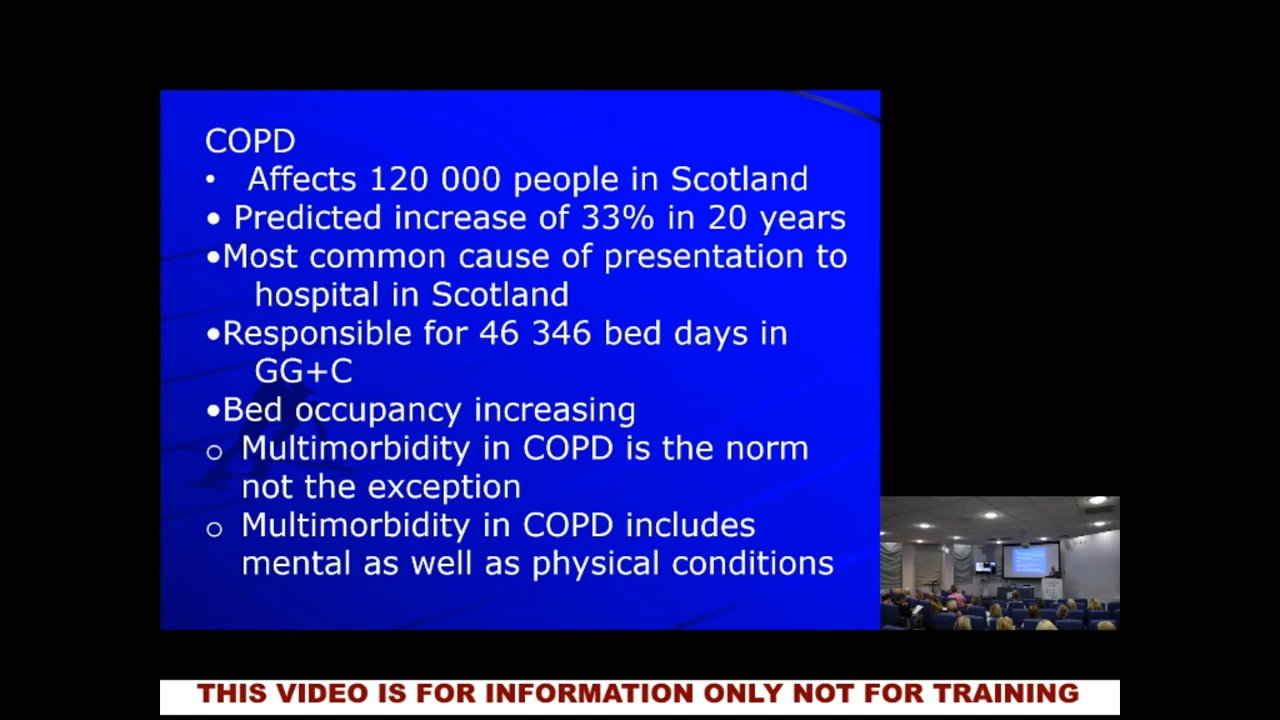 COPD
• Affects 120 000 people in Scotland
• Predicted increase of 33% in 20 years
•Most common cause of presentation to
hospital in Scotland
•Responsible for 46 346 bed days in
GG+C
•Bed occupancy increasing
o Multimorbidity in COPD is the norm
not the exception
o Multimorbidity in COPD includes
mental as well as physical conditions
THIS VIDEO IS FOR INFORMATION ONLY NOT FOR TRAINING